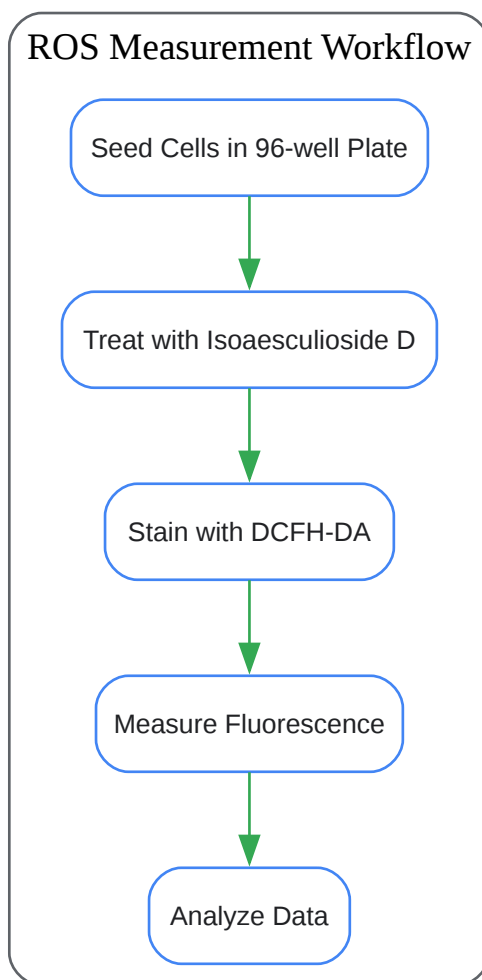 ROS Measurement Workflow
Seed Cells in 96-well Plate
Treat with Isoaesculioside D
Stain with DCFH-DA
Measure Fluorescence
Analyze Data